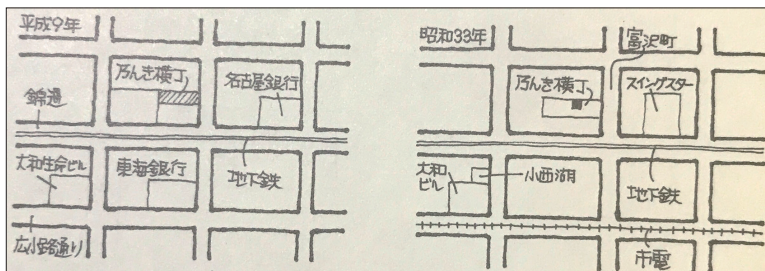 平成9年
乃んき横丁
名古屋銀行
錦通
大和生命ビル
東海銀行
地下鉄
広小路通り
昭和33年
富沢町
乃んき横丁
スイングスター
大和
ビル
小西湖
地下鉄
市電